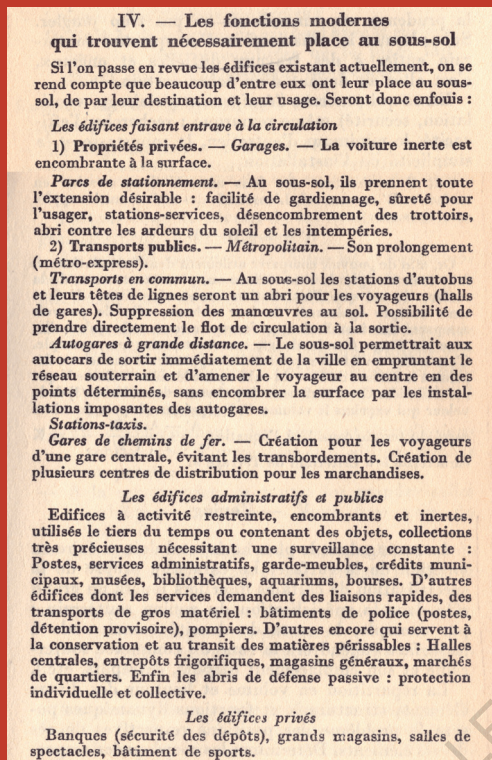 IV. — Les fonctions modernes
qui trouvent nécessairement place au sous-sol
Si l'on passe en revue les édifices existant actuellement, on se
rend compte que beaucoup d'entre eux ont leur place au sous-
sol, de par leur destination et leur usage. Seront donc enfouis :
Les édifices faisant entrave à la circulation
1) Propriétés privées. — Garages. — La voiture inerte est
encombrante à la surface.
Parcs de stationnement. — Au sous-sol, ils prennent toute
l'extension désirable : facilité de gardiennage, sûreté pour
l'usager, stations-services, désencombrement des trottoirs,
abri contre les ardeurs du soleil et les intempéries.
2) Transports publics. — Métropolitain. — Son prolongement
(métro-express).
Transports en commun. — Au sous-sol les stations d'autobus
et leurs têtes de lignes seront un abri pour les voyageurs (halls
de gares). Suppression des manœuvres au sol. Possibilité de
prendre directement le flot de circulation à la sortie.
Autogares à grande distance. — Le sous-sol permettrait aux
autocars de sortir immédiatement de la ville en empruntant le
réseau souterrain et d'amener le voyageur au centre en des
points déterminés, sans encombrer la surface par les instal-
lations imposantes des autogares.
Stations-taxis.
Gares de chemins de fer. — Création pour les voyageurs
d'une gare centrale, évitant les transbordements. Création de
plusieurs centres de distribution pour les marchandises.
Les édifices administratifs et publics
Edifices à activité restreinte, encombrants et inertes,
utilisés le tiers du temps ou contenant des objets, collections
très précieuses nécessitant une surveillance constante :
Postes, services administratifs, garde-meubles, crédits muni-
cipaux, musées, bibliothèques, aquariums, bourses. D'autres
édifices dont les services demandent des liaisons rapides, des
transports de gros matériel : bâtiments de police (postes,
détention provisoire), pompiers. D'autres encore qui servent à
la conservation et au transit des matières périssables : Halles
centrales, entrepôts frigorifiques, magasins généraux, marchés
de quartiers. Enfin les abris de défense passive : protection
individuelle et collective.
Les édifices privés
Banques (sécurité des dépôts), grands magasins, salles de
spectacles, bâtiment de sports.